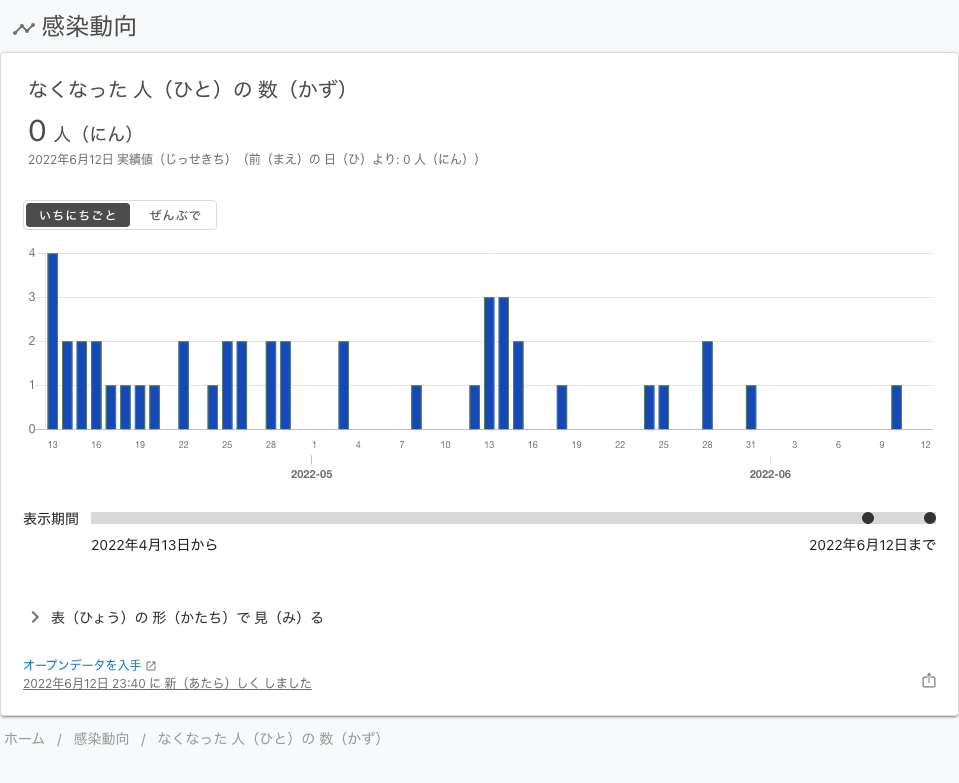 感染動向
なくなった 人（ひと）の 数（かず）
0 人（にん）
2022年6月12日 実績値（じっせきち）（前（まえ）の 日（ひ）より: 0 人（にん））
いちにちごと ぜんぶで
4
3
2
1
0
13 16 19 22 25 28 1 4 7 10 13 16 19 22 25 28 31 3 6 9 12
2022-05 2022-06
表示期間
2022年4月13日から 2022年6月12日まで
表（ひょう）の 形（かたち）で 見（み）る
オープンデータを入手
2022年6月12日 23:40 に 新（あたら）しく しました
ホーム / 感染動向 / なくなった 人（ひと）の 数（かず）